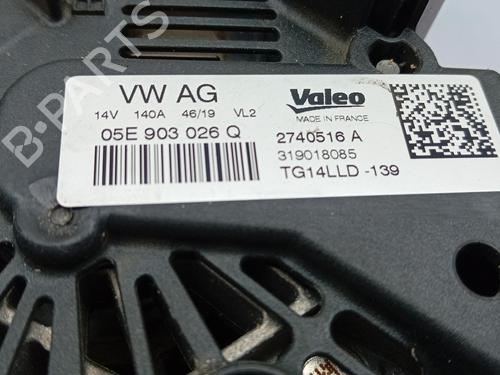 VW AG
14V 140A 46/19 VL2
05E 903 026 Q
Valeo
MADE IN FRANCE
2740516 A
319018085
TG14LLD -139
B-PARTS